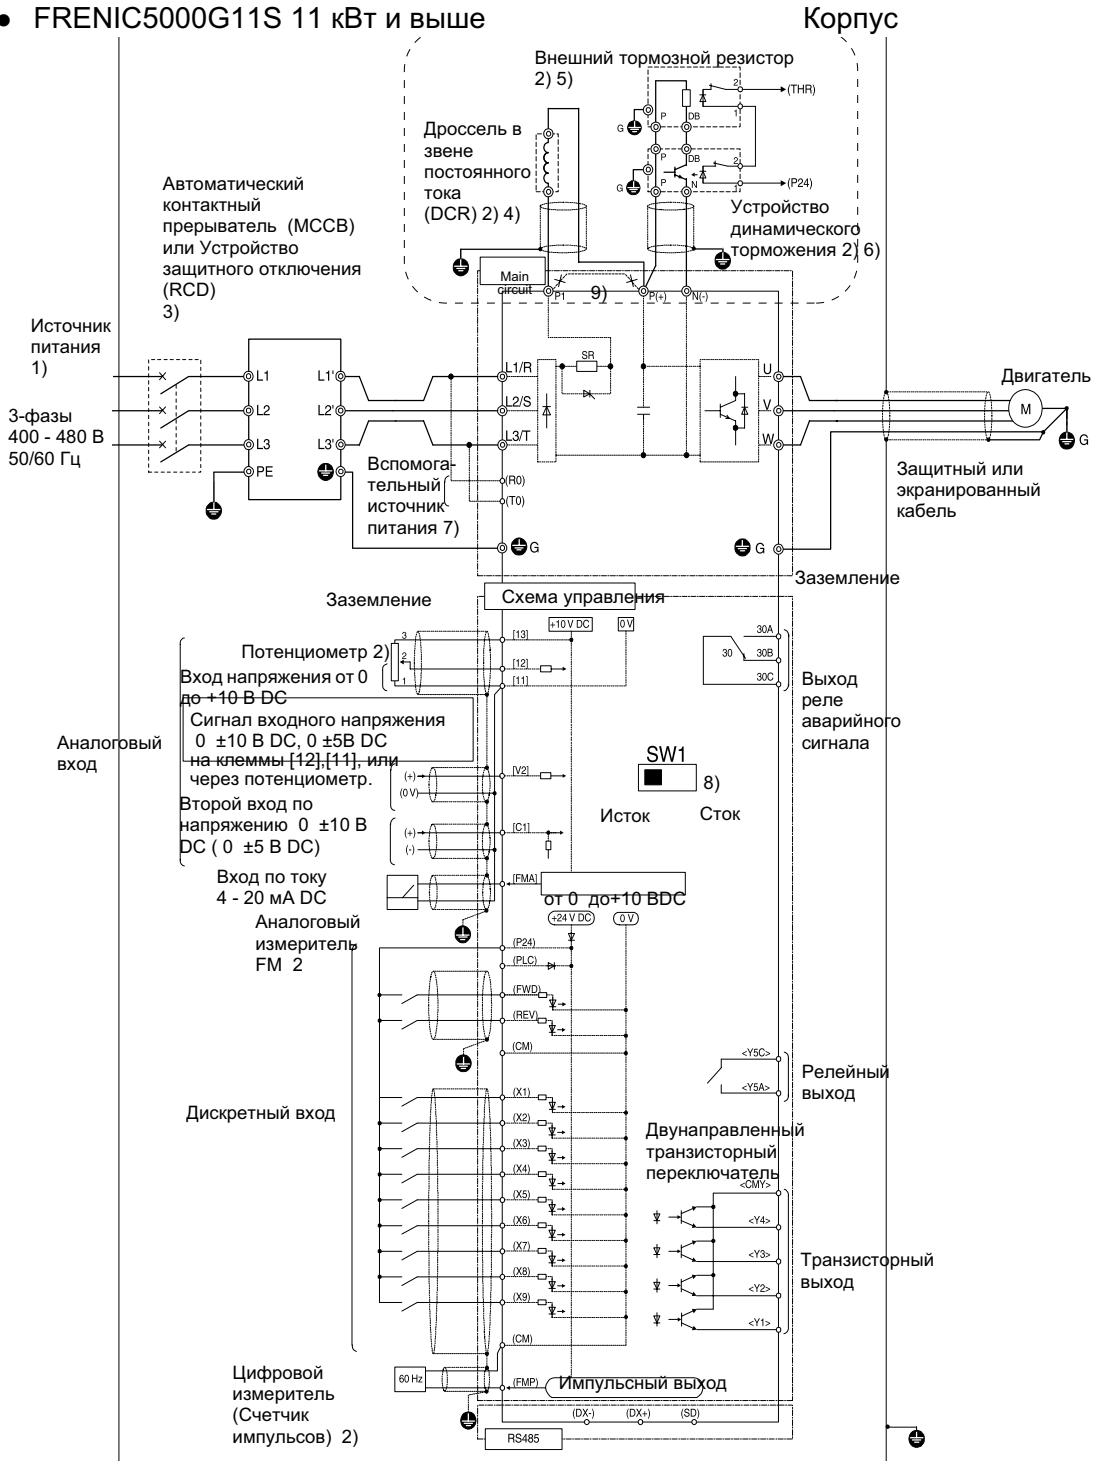 ● FRENIC5000G11S 11 кВт и выше
Корпус
Внешний тормозной резистор
2) 5)
2
(THR)
1
P
DB
G
Дроссель в
звене
постоянного
тока
(DCR) 2) 4)
P
DB
2
G
P
N
1
(P24)
Устройство
динамического
торможения 2) 6)
Автоматический
контактный
прерыватель (MCCB)
или Устройство
защитного отключения
(RCD)
3)
Main
circuit
P1
9)
P(+)
N(-)
Источник
питания
1)
3-фазы
400 - 480 В
50/60 Гц
L1
L1'
L2
L2'
L3
L3'
PE
L1/R
L2/S
L3/T
SR
U
V
W
Двигатель
M
G
Вспомога-
тельный
источник
питания 7)
(R0)
(T0)
G
G
Защитный или
экранированный
кабель
Заземление
Заземление
Схема управления
+10 V DC
0 V
3
[13]
Потенциометр 2)
2
[12]
Вход напряжения от 0
до +10 В DC
1
[11]
30A
30
30B
30C
Выход
реле
аварийного
сигнала
Сигнал входного напряжения
0 ±10 В DC, 0 ±5В DC
на клеммы [12],[11], или
через потенциометр.
Аналоговый
вход
(+)
[V2]
(0 V)
SW1
8)
Исток
Сток
Второй вход по
напряжению 0 ±10 В
DC ( 0 ±5 В DC)
(+)
[C1]
(-)
Вход по току
4 - 20 мА DC
[FMA]
от 0 до+10 BDC
+24 V DC
0 V
Аналоговый
измеритель
FM 2
(P24)
(PLC)
(FWD)
(REV)
(CM)
<Y5C>
<Y5A>
Релейный
выход
Дискретный вход
(X1)
(X2)
(X3)
(X4)
(X5)
(X6)
(X7)
(X8)
(X9)
(CM)
Двунаправленный
транзисторный
переключатель
<CMY>
<Y4>
<Y3>
<Y2>
<Y1>
Транзисторный
выход
Цифровой
измеритель
(Счетчик
импульсов) 2)
60 Hz
(FMP)
Импульсный выход
(DX-)
(DX+)
(SD)
RS485